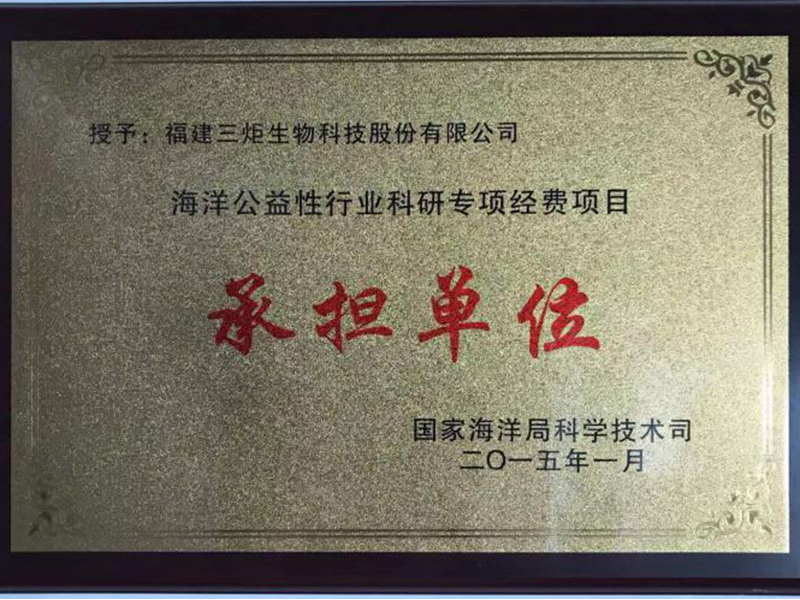 授予：福建三炬生物科技股份有限公司
海洋公益性行业科研专项经费项目
承担单位
国家海洋局科学技术司
二〇一五年一月